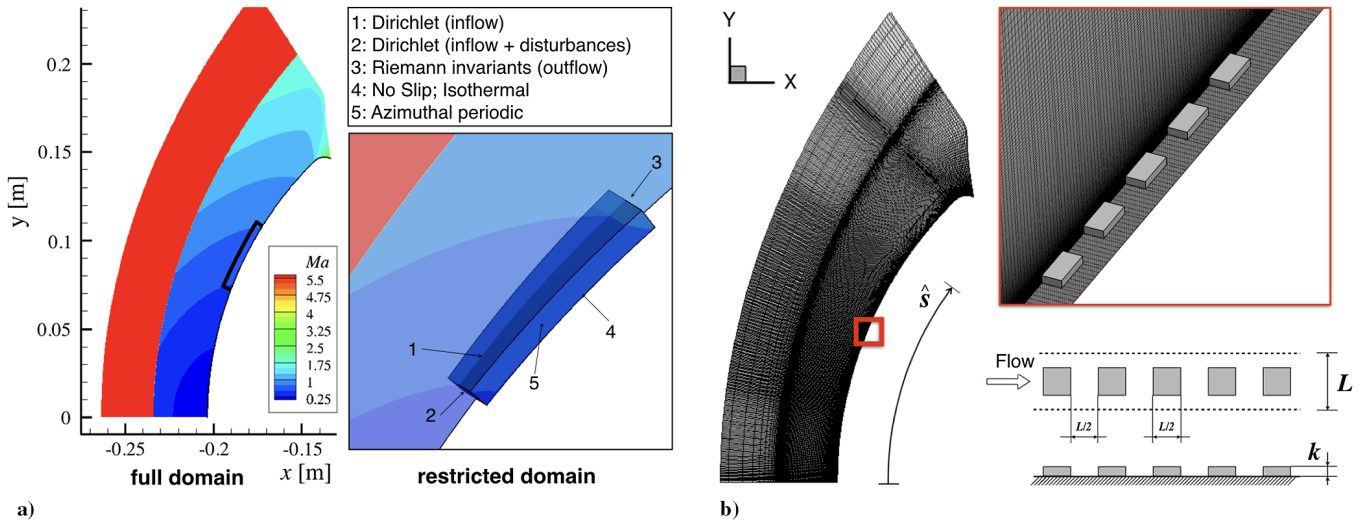 1: Dirichlet (inflow)
2: Dirichlet (inflow + disturbances)
3: Riemann invariants (outflow)
4: No Slip; Isothermal
5: Azimuthal periodic
0.2
0.15
0.1
0.05
0
y [m]
-0.25
-0.2
-0.15
x [m]
Ma
5.5
4.75
4
3.25
2.5
1.75
1
0.25
full domain
1
2
3
4
5
restricted domain
a)
Y
X
ŝ
Flow
L
L/2
L/2
k
b)